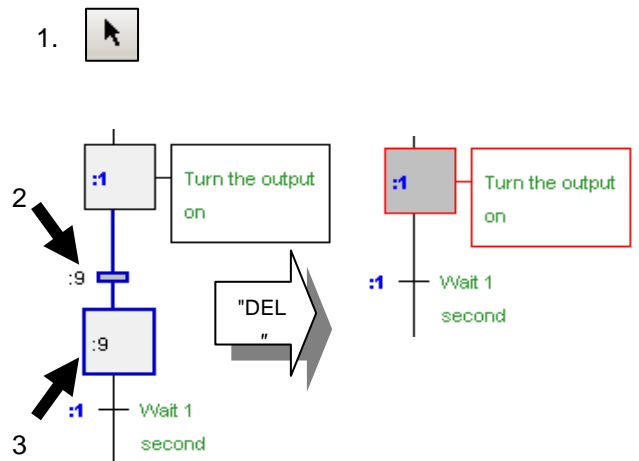 1.
:1
Turn the output
on
2
:9
:9
3
:1
Wait 1
second
"DEL
"
:1
Turn the output
on
:1
Wait 1
second